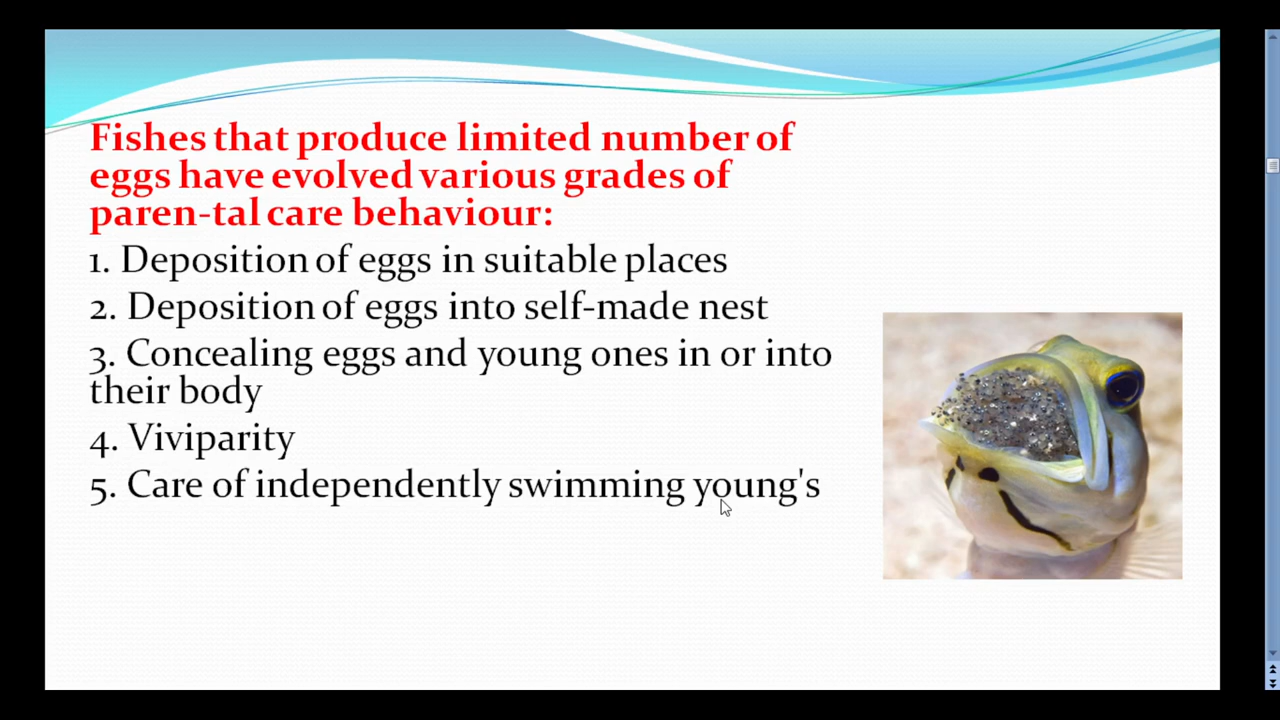 Fishes that produce limited number of
eggs have evolved various grades of
paren-tal care behaviour:
1. Deposition of eggs in suitable places
2. Deposition of eggs into self-made nest
3. Concealing eggs and young ones in or into
their body
4. Viviparity
5. Care of independently swimming young's